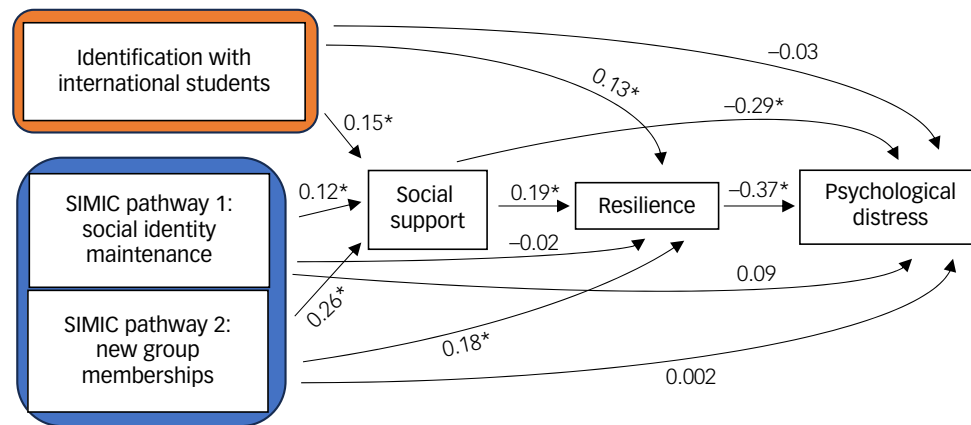 Identification with
international students
−0.03
0.13*
−0.29*
0.15*
SIMIC pathway 1:
social identity
maintenance
0.12*
Social
support
0.19*
Resilience
−0.37*
Psychological
distress
−0.02
0.09
SIMIC pathway 2:
new group
memberships
0.26*
0.18*
0.002